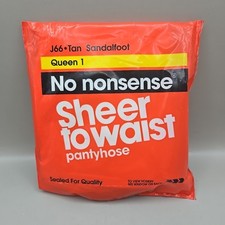 J66•Tan Sandalfoot
Queen 1
No nonsense
Sheer
to waist
pantyhose
Sealed For Quality